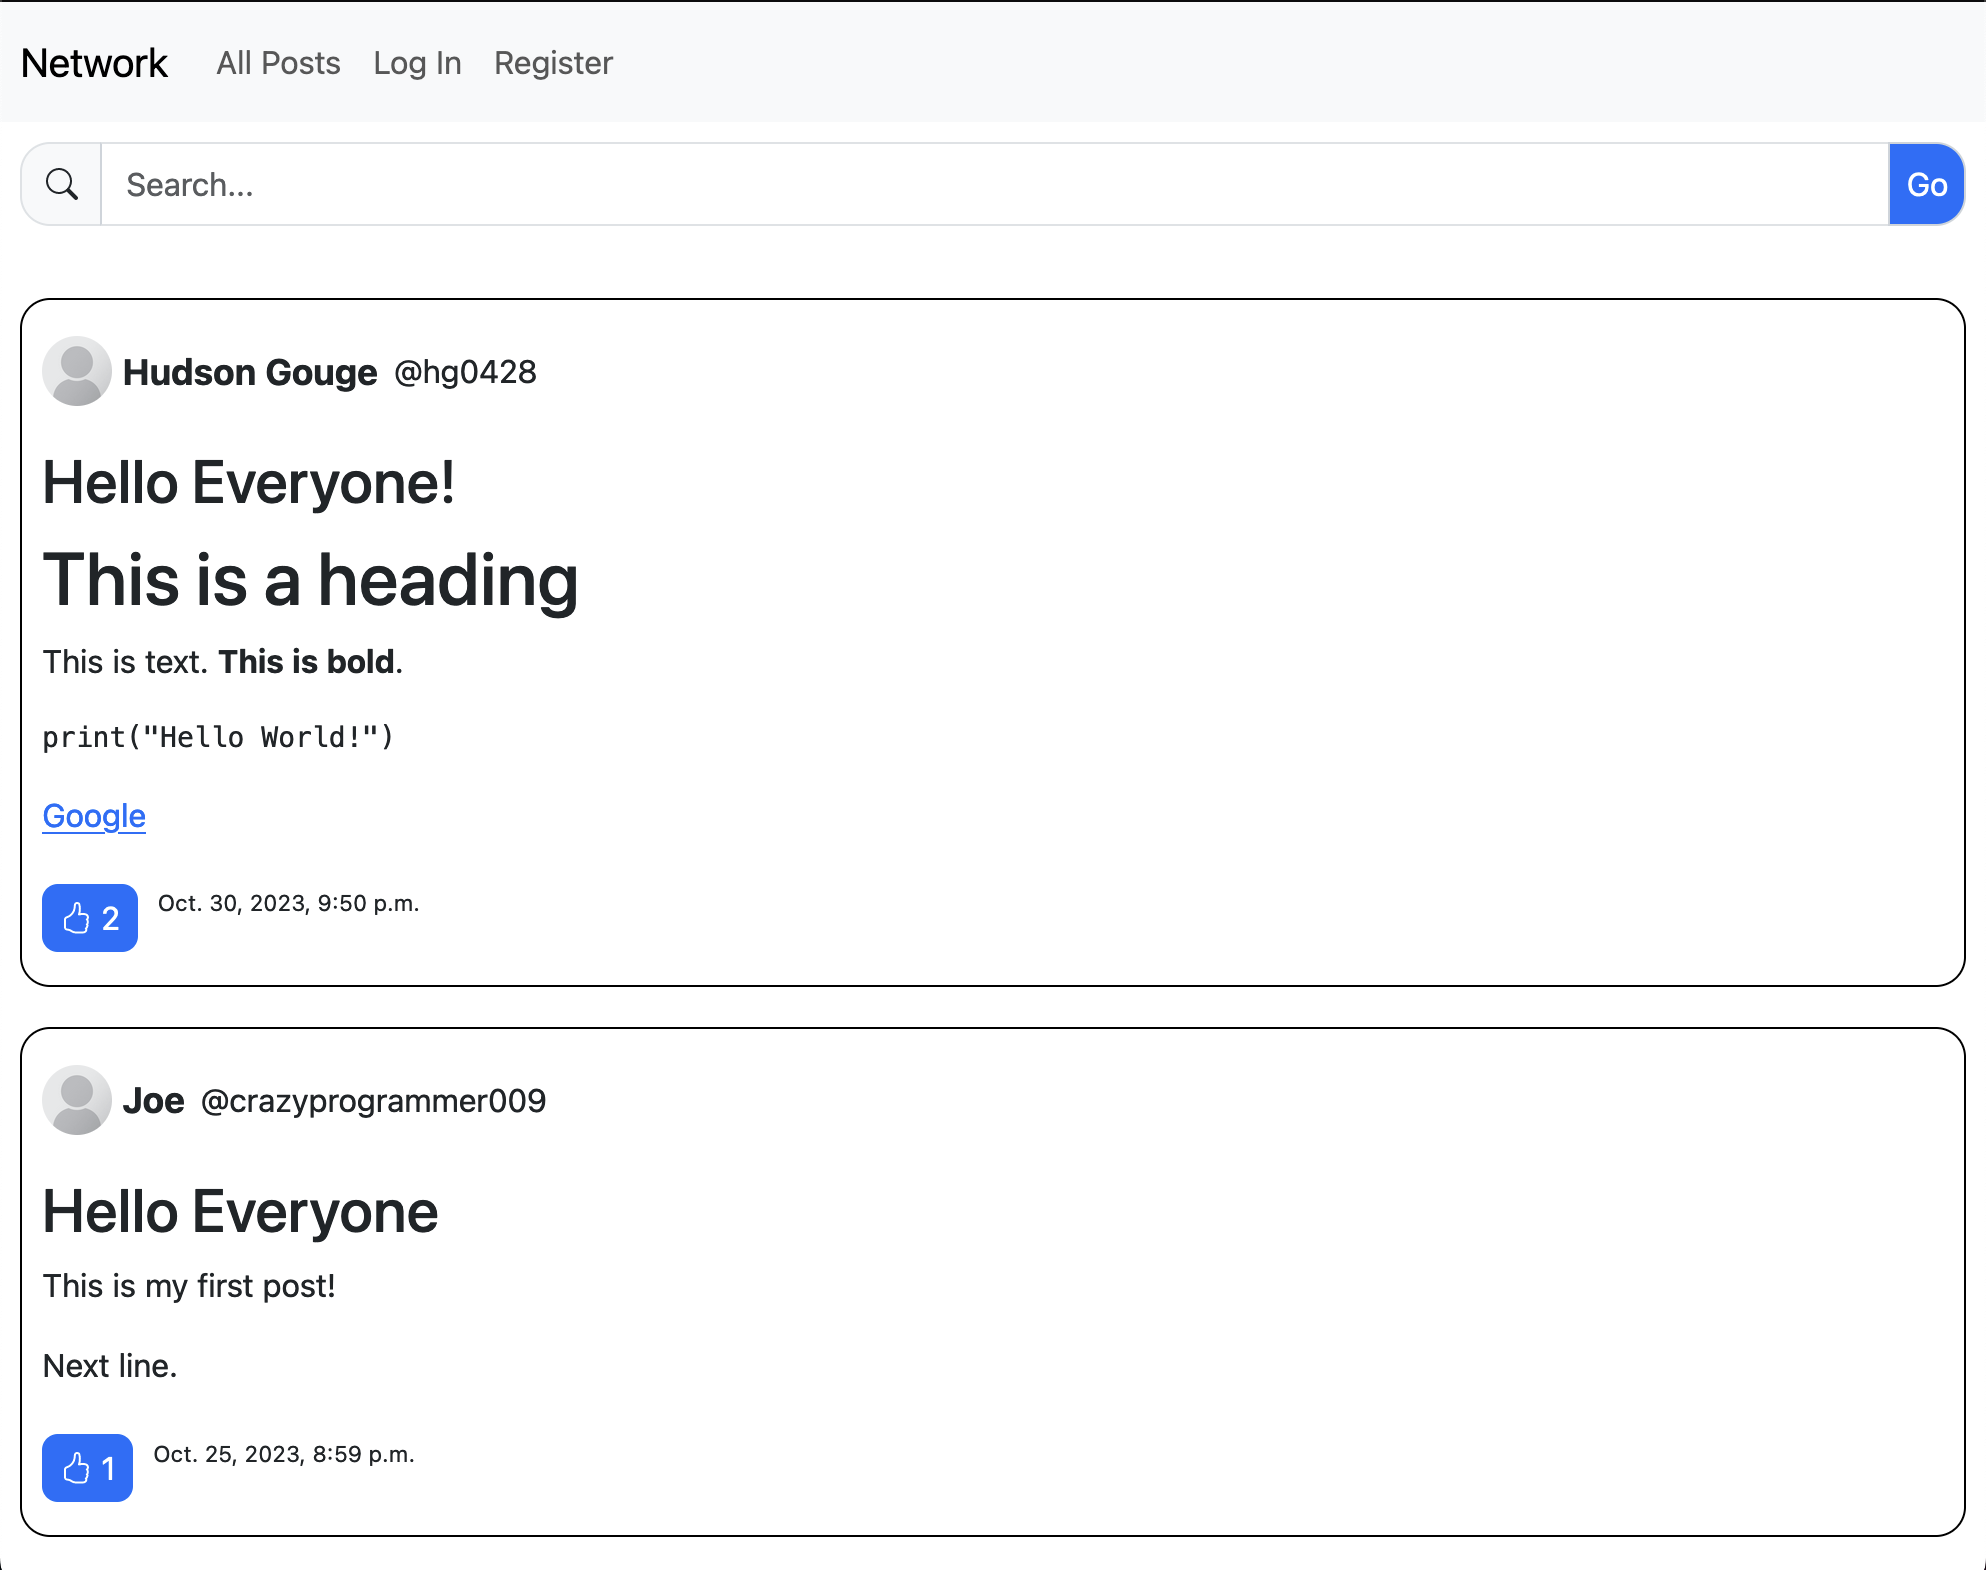 Network All Posts Log In Register
Search...
Go
Hudson Gouge @hg0428
Hello Everyone!
This is a heading
This is text. This is bold.
print("Hello World!")
Google
2 Oct. 30, 2023, 9:50 p.m.
Joe @crazyprogrammer009
Hello Everyone
This is my first post!
Next line.
1 Oct. 25, 2023, 8:59 p.m.